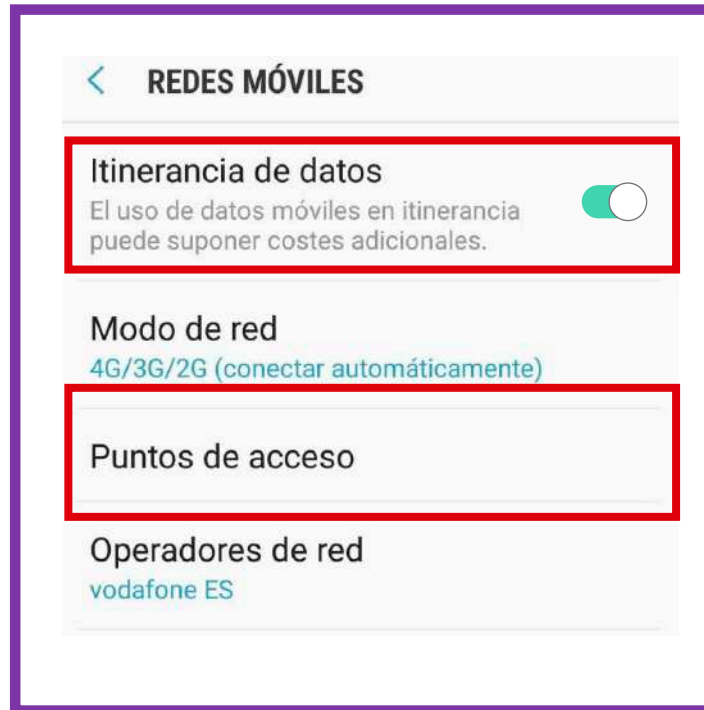 REDES MÓVILES
Itinerancia de datos
El uso de datos móviles en itinerancia
puede suponer costes adicionales.
Modo de red
4G/3G/2G (conectar automáticamente)
Puntos de acceso
Operadores de red
vodafone ES